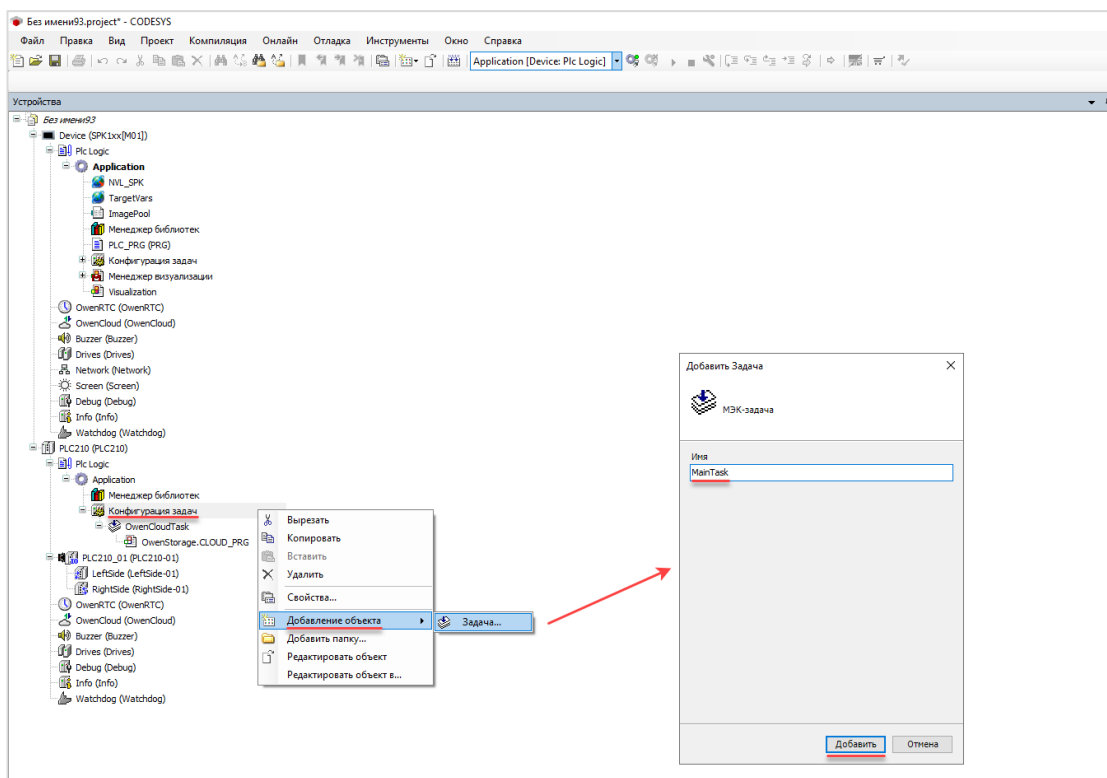 Без имени93.project* - CODESYS
Файл Правка Вид Проект Компиляция Онлайн Отладка Инструменты Окно Справка
Application [Device: Plc Logic]
Устройства
Без имени93
Device (SPK1xx[M01])
Plc Logic
Application
NVL_SPK
TargetVars
ImagePool
Менеджер библиотек
PLC_PRG (PRG)
Конфигурация задач
Менеджер визуализации
Visualization
OwenRTC (OwenRTC)
OwenCloud (OwenCloud)
Buzzer (Buzzer)
Drives (Drives)
Network (Network)
Screen (Screen)
Debug (Debug)
Info (Info)
Watchdog (Watchdog)
PLC210 (PLC210)
Plc Logic
Application
Менеджер библиотек
Конфигурация задач
OwenCloudTask
OwenStorage.CLOUD_PRG
PLC210_01 (PLC210-01)
LeftSide (LeftSide-01)
RightSide (RightSide-01)
OwenRTC (OwenRTC)
OwenCloud (OwenCloud)
Buzzer (Buzzer)
Drives (Drives)
Debug (Debug)
Info (Info)
Watchdog (Watchdog)
Вырезать
Копировать
Вставить
Удалить
Свойства...
Добавление объекта
Добавить папку...
Редактировать объект
Редактировать объект в...
Задача...
Добавить Задача
МЭК-задача
Имя
MainTask
Добавить Отмена